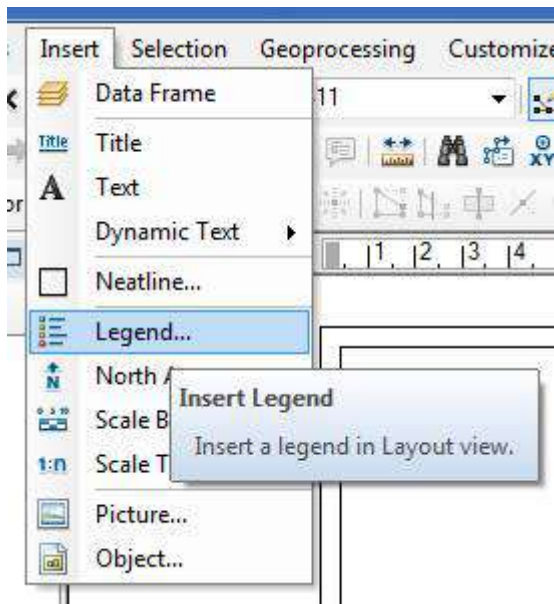 Insert Selection Geoprocessing Customize
Data Frame
11
Title Title
A Text
XY
Dynamic Text
1 2 3 4
Neatline...
Legend...
N North
Insert Legend
Scale B
Insert a legend in Layout view.
1:n Scale T
Picture...
Object...